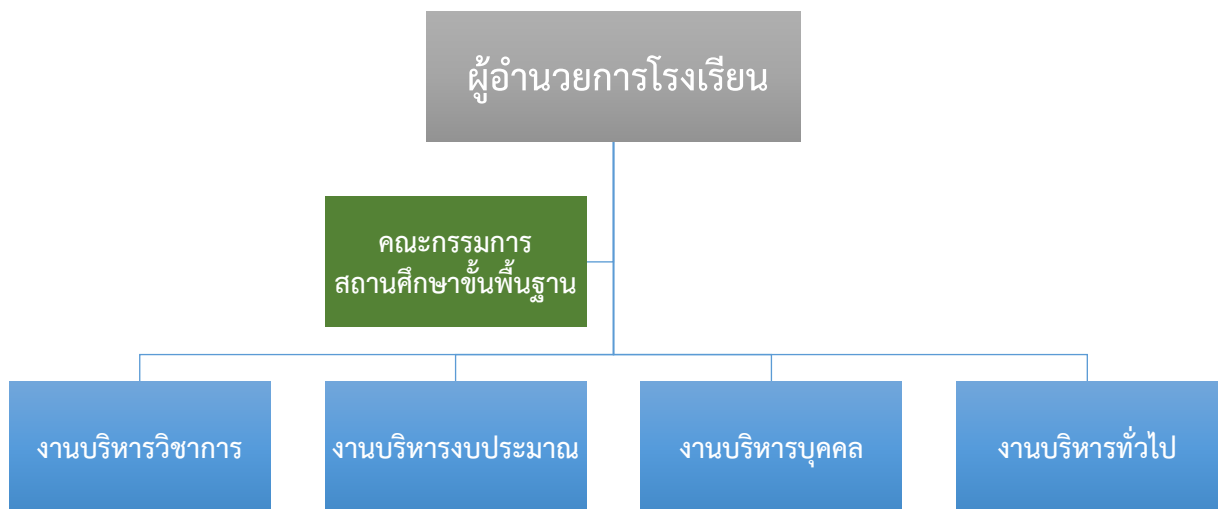 ผู้อำนวยการโรงเรียน
คณะกรรมการ
สถานศึกษาขั้นพื้นฐาน
งานบริหารวิชาการ
งานบริหารงบประมาณ
งานบริหารบุคคล
งานบริหารทั่วไป